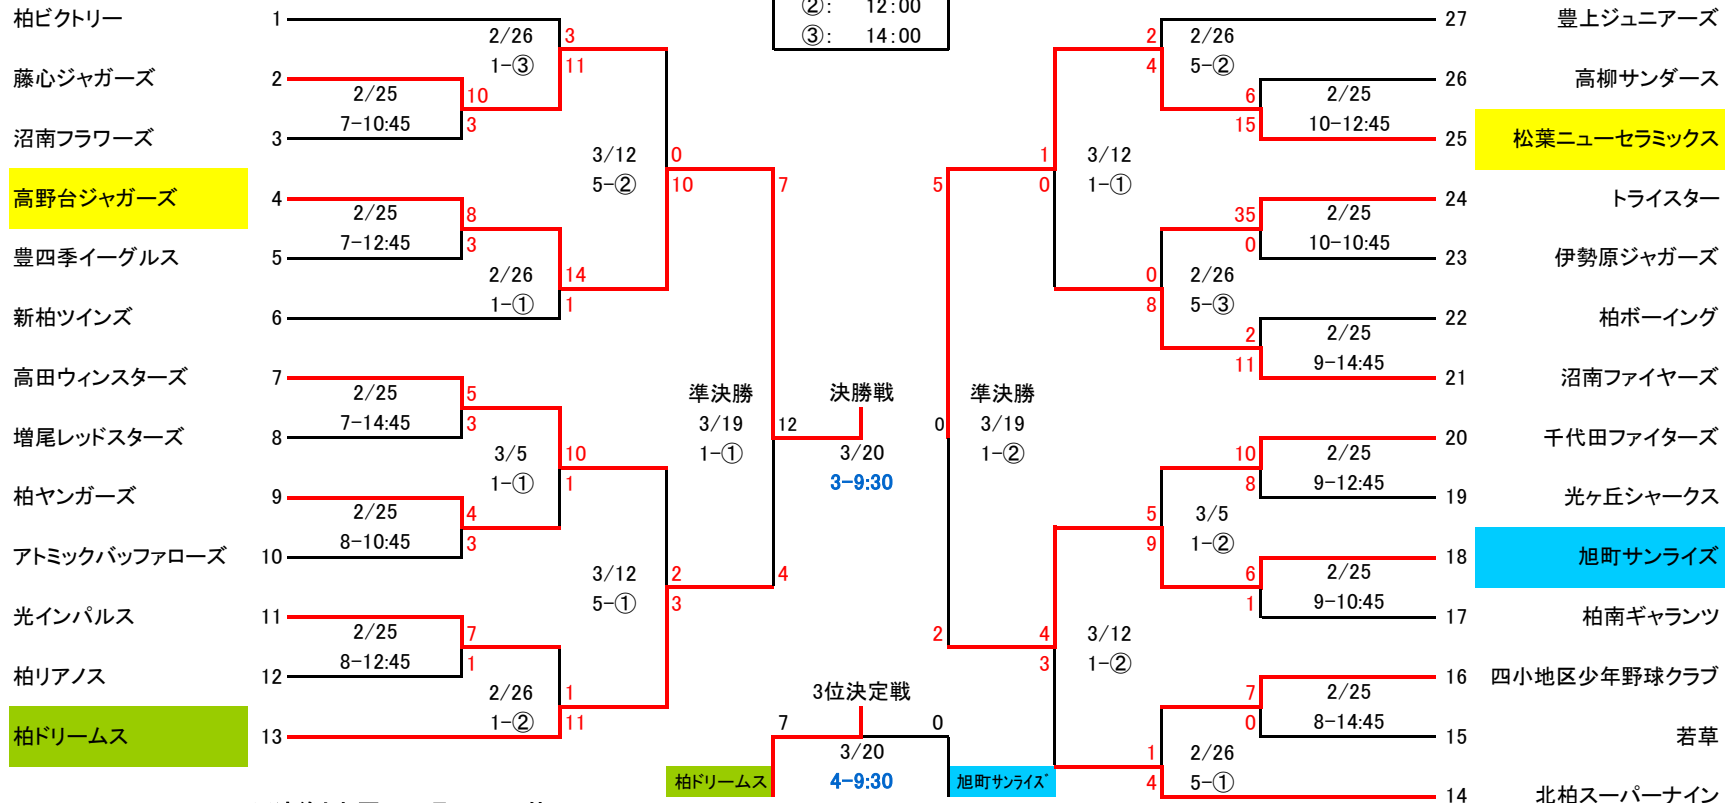 ②: 12:00
③: 14:00
柏ビクトリー 1
2/26 3
1-③ 11
藤心ジャガーズ 2
2/25 10
7-10:45 3
沼南フラワーズ 3
3/12 0
5-② 10
7
高野台ジャガーズ 4
2/25 8
7-12:45 3
豊四季イーグルス 5
2/26 14
1-① 1
新柏ツインズ 6
高田ウィンスターズ 7
2/25 5
7-14:45 3
増尾レッドスターズ 8
3/5 10
1-① 1
柏ヤンガーズ 9
2/25 4
8-10:45 3
アトミックバッファローズ 10
3/12 2
5-① 3
4
光インパルス 11
2/25 7
8-12:45 1
柏リアノス 12
2/26 1
1-② 11
柏ドリームス 13
準決勝
3/19
1-①
12
決勝戦
3/20
3-9:30
0
準決勝
3/19
1-②
3位決定戦
7 0
3/20
4-9:30
柏ドリームス 旭町サンライズ
27 豊上ジュニアーズ
2 2/26
4 5-②
26 高柳サンダース
6 2/25
15 10-12:45
25 松葉ニューセラミックス
1 3/12
0 1-①
5
24 トライスター
35 2/25
0 10-10:45
23 伊勢原ジャガーズ
0 2/26
8 5-③
22 柏ボーイング
2 2/25
11 9-14:45
21 沼南ファイヤーズ
20 千代田ファイターズ
10 2/25
8 9-12:45
19 光ヶ丘シャークス
5 3/5
9 1-②
18 旭町サンライズ
6 2/25
1 9-10:45
17 柏南ギャランツ
2
4 3/12
3 1-②
16 四小地区少年野球クラブ
7 2/25
0 8-14:45
15 若草
1 2/26
4 5-①
14 北柏スーパーナイン